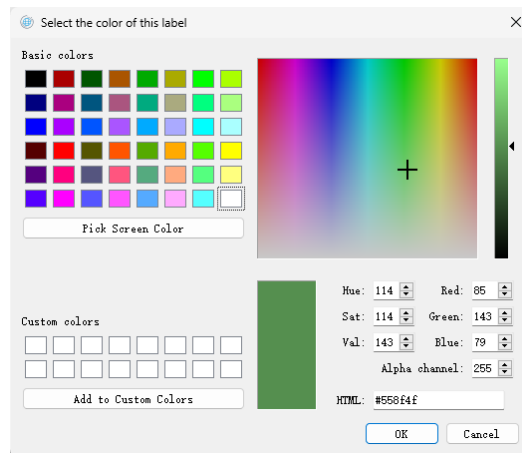 Select the color of this label
Basic colors
Pick Screen Color
Custom colors
Add to Custom Colors
Hue: 114 Red: 85
Sat: 114 Green: 143
Val: 143 Blue: 79
Alpha channel: 255
HTML: #558f4f
OK Cancel